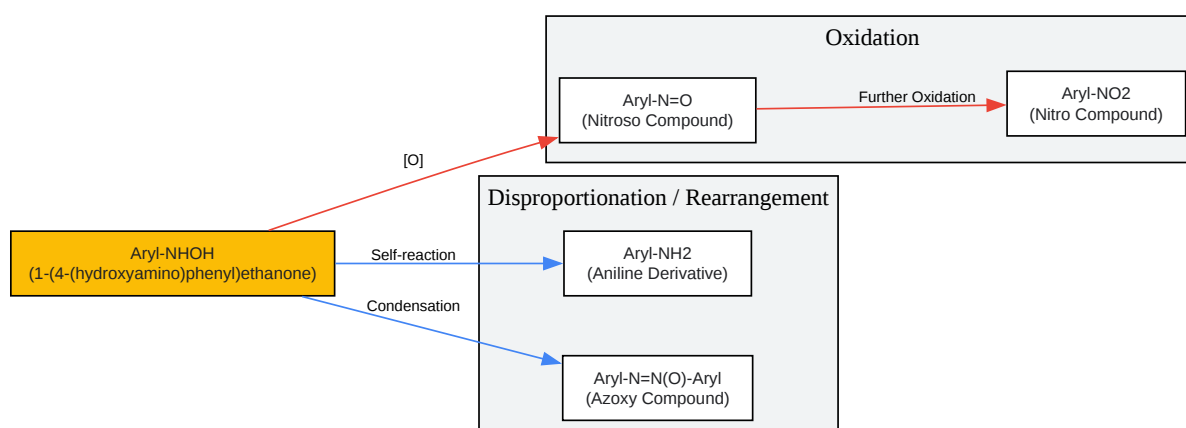 Oxidation
Aryl-N=O
(Nitroso Compound)
Further Oxidation
Aryl-NO2
(Nitro Compound)
[O]
Disproportionation / Rearrangement
Aryl-NHOH
(1-(4-(hydroxyamino)phenyl)ethanone)
Self-reaction
Aryl-NH2
(Aniline Derivative)
Condensation
Aryl-N=N(O)-Aryl
(Azoxy Compound)